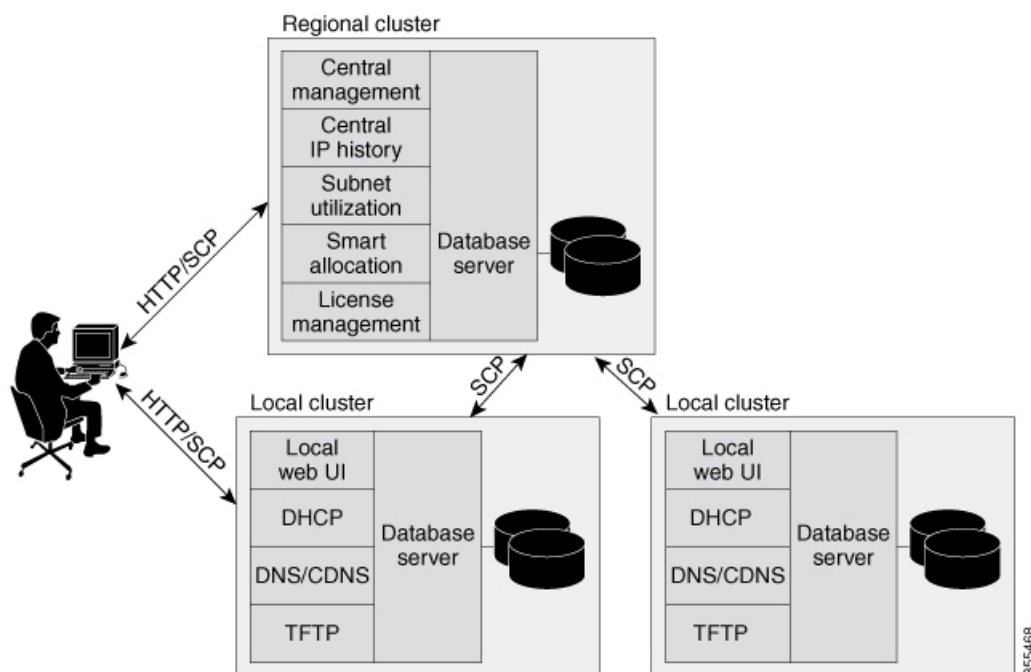 Regional cluster
Central
management
Central
IP history
Subnet
utilization
Smart
allocation
License
management
Database
server
HTTP/SCP
HTTP/SCP
SCP
SCP
Local cluster
Local
web UI
DHCP
DNS/CDNS
TFTP
Database
server
Local cluster
Local
web UI
DHCP
DNS/CDNS
TFTP
Database
server
355468